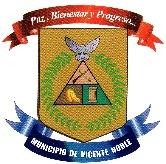 Paz, Bienestar y Progreso...
MUNICIPIO DE VICENTE NOBLE